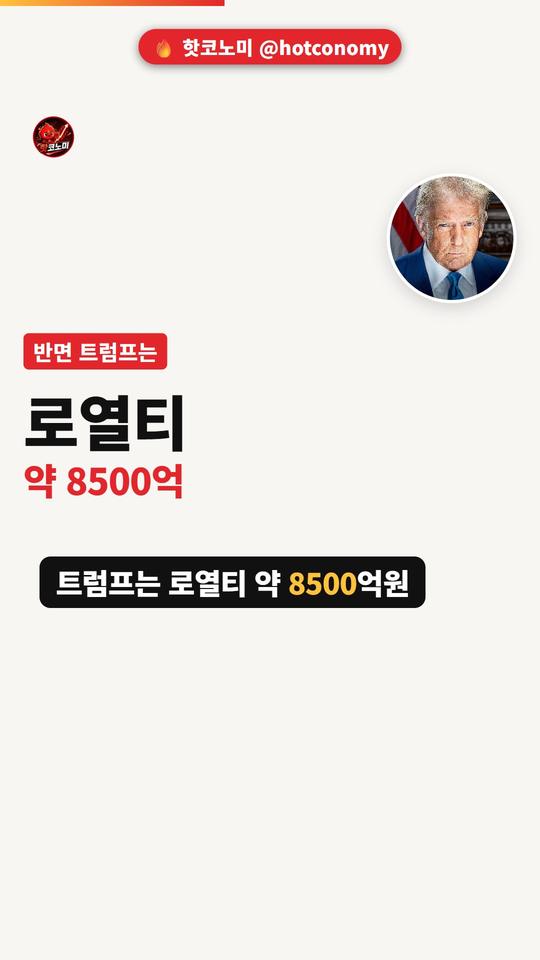 핫코노미 @hotconomy
핫코노미
반면 트럼프는
로열티
약 8500억
트럼프는 로열티 약 8500억원